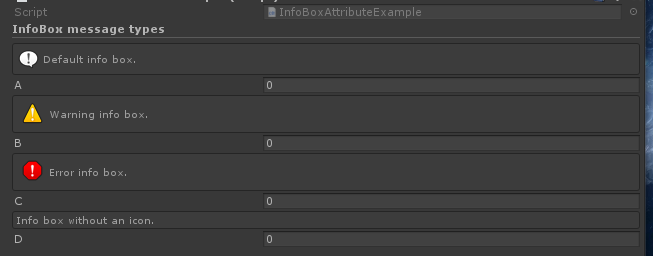 Script InfoBoxAttributeExample
InfoBox message types
Default info box.
A 0
Warning info box.
B 0
Error info box.
C 0
Info box without an icon.
D 0